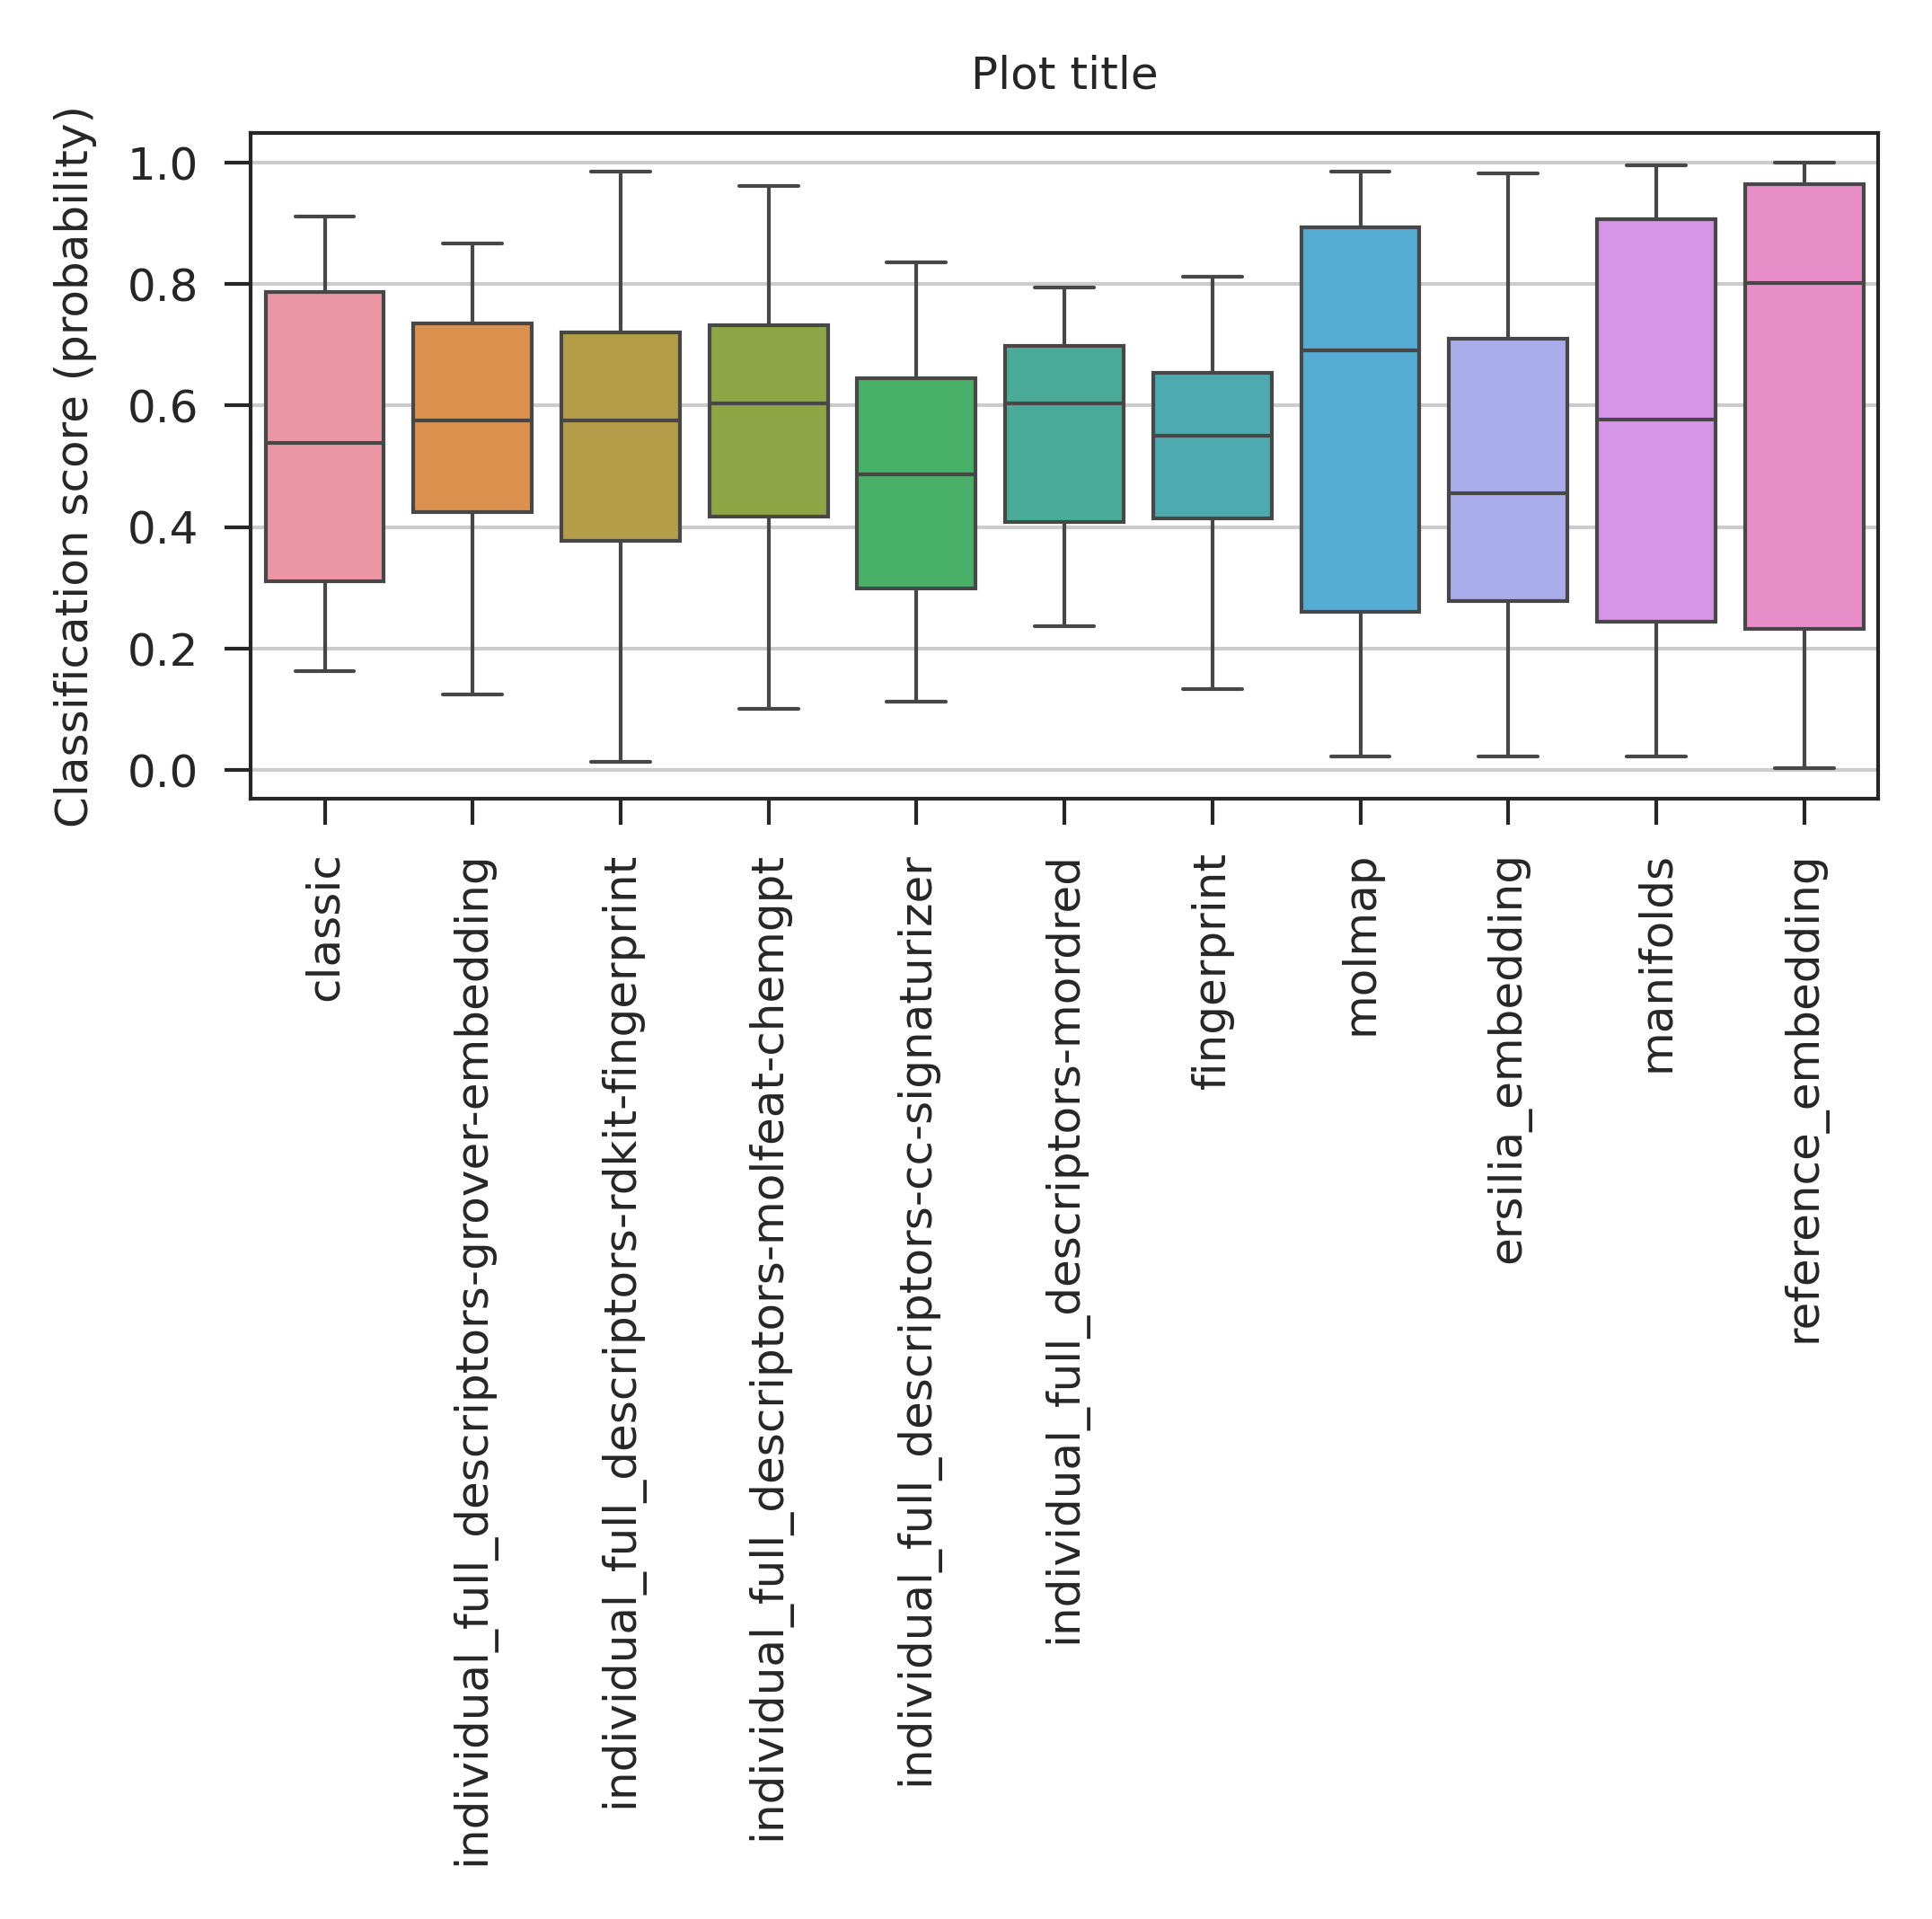 Plot title
Classification score (probability)
1.0
0.8
0.6
0.4
0.2
0.0
classic
individual_full_descriptors-grover-embedding
individual_full_descriptors-rdkit-fingerprint
individual_full_descriptors-molfeat-chemgpt
individual_full_descriptors-cc-signaturizer
individual_full_descriptors-mordred
fingerprint
molmap
ersilia_embedding
manifolds
reference_embedding